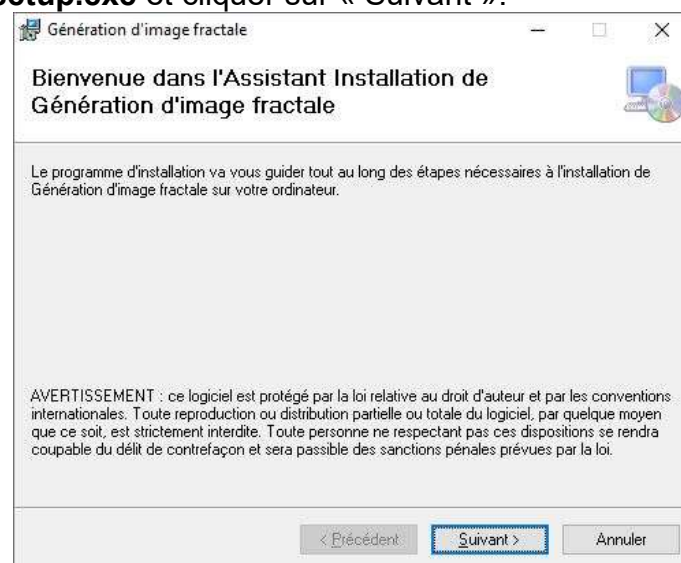 setup.exe et cliquer sur « Suivant ».
Génération d'image fractale
Bienvenue dans l'Assistant Installation de
Génération d'image fractale
Le programme d'installation va vous guider tout au long des étapes nécessaires à l'installation de
Génération d'image fractale sur votre ordinateur.
AVERTISSEMENT : ce logiciel est protégé par la loi relative au droit d'auteur et par les conventions
internationales. Toute reproduction ou distribution partielle ou totale du logiciel, par quelque moyen
que ce soit, est strictement interdite. Toute personne ne respectant pas ces dispositions se rendra
coupable du délit de contrefaçon et sera passible des sanctions pénales prévues par la loi.
< Précédent Suivant > Annuler